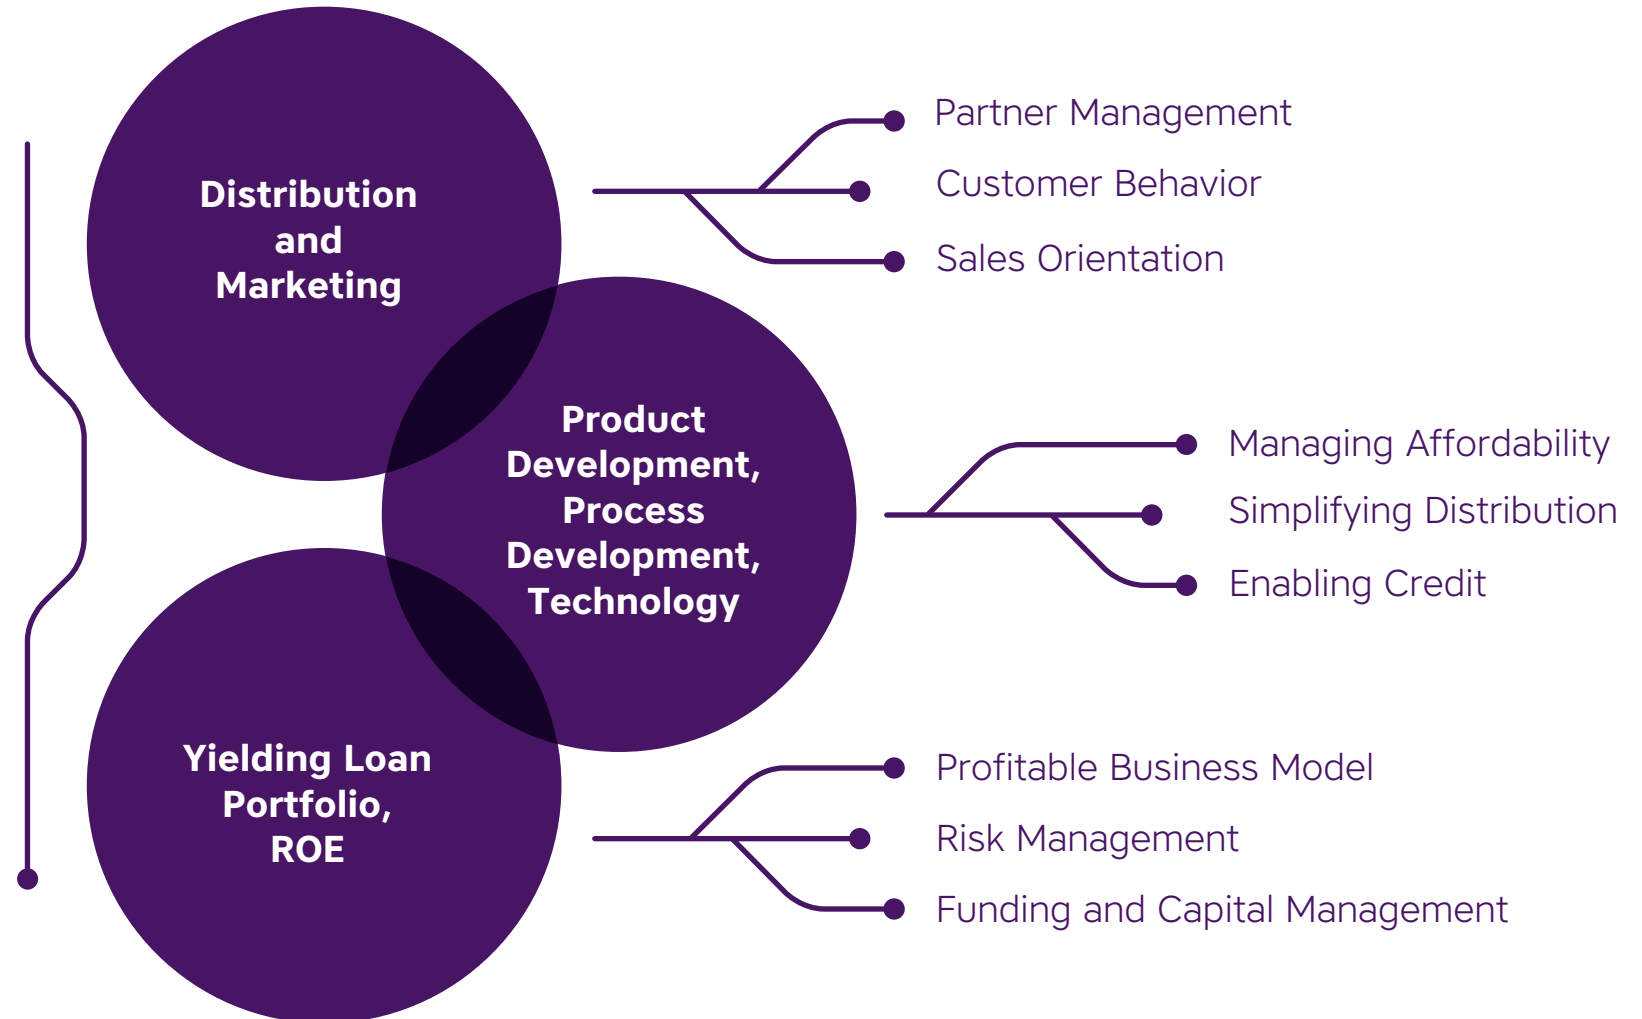 Distribution
and
Marketing
Partner Management
Customer Behavior
Sales Orientation
Product
Development,
Process
Development,
Technology
Managing Affordability
Simplifying Distribution
Enabling Credit
Yielding Loan
Portfolio,
ROE
Profitable Business Model
Risk Management
Funding and Capital Management